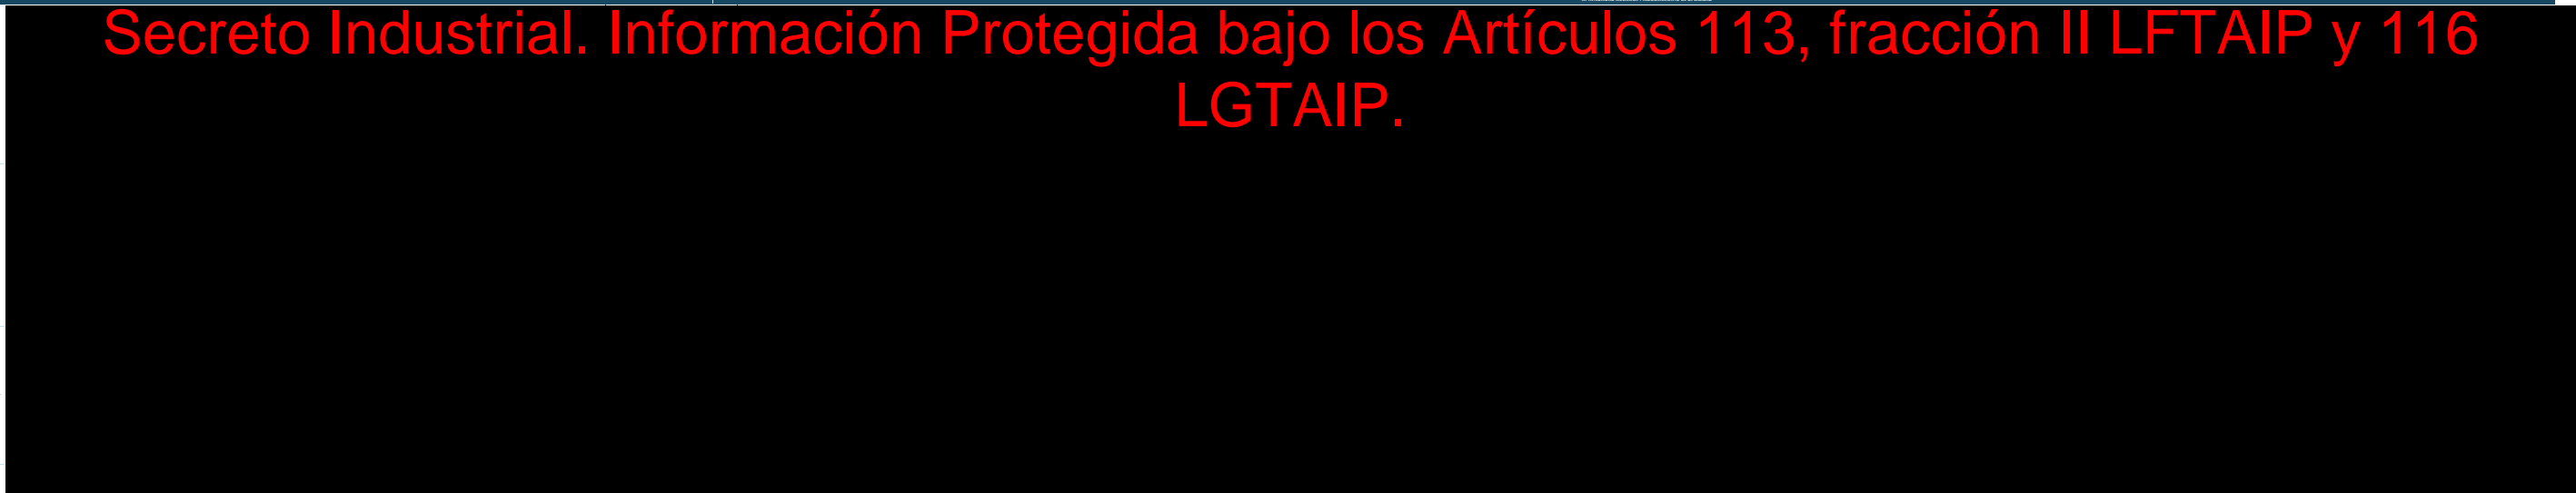 Secreto Industrial. Información Protegida bajo los Artículos 113, fracción II LFTAIP y 116
LGTAIP.